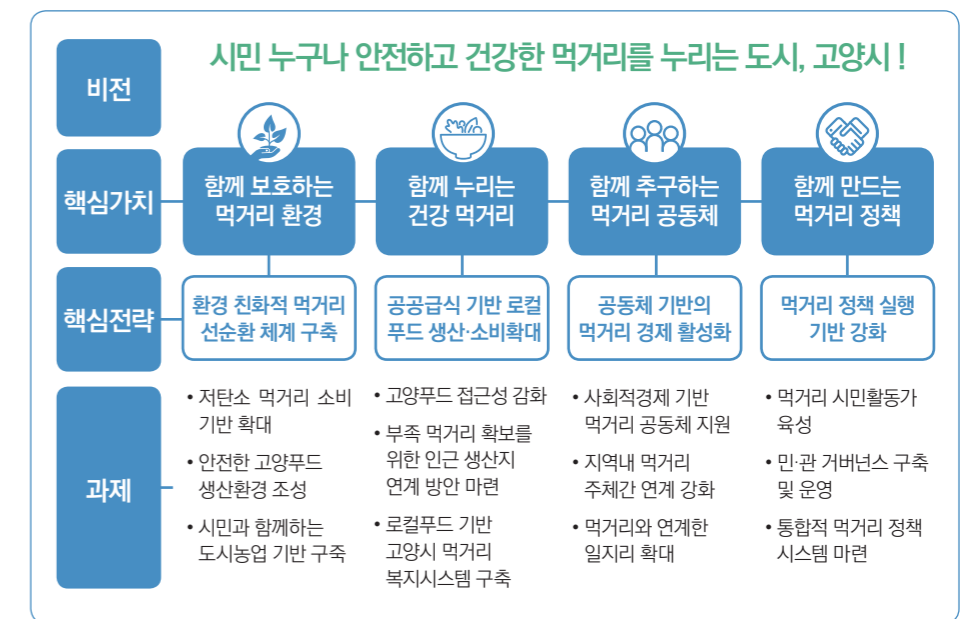 비전
시민 누구나 안전하고 건강한 먹거리를 누리는 도시, 고양시 !
핵심가치
함께 보호하는
먹거리 환경
함께 누리는
건강 먹거리
함께 추구하는
먹거리 공동체
함께 만드는
먹거리 정책
핵심전략
환경 친화적 먹거리
선순환 체계 구축
공공급식 기반 로컬
푸드 생산·소비확대
공동체 기반의
먹거리 경제 활성화
먹거리 정책 실행
기반 강화
과제
• 저탄소 먹거리 소비
기반 확대
• 안전한 고양푸드
생산환경 조성
• 시민과 함께하는
도시농업 기반 구축
• 고양푸드 접근성 감화
• 부족 먹거리 확보를
위한 인근 생산지
연계 방안 마련
• 로컬푸드 기반
고양시 먹거리
복지시스템 구축
• 사회적경제 기반
먹거리 공동체 지원
• 지역내 먹거리
주체간 연계 강화
• 먹거리와 연계한
일지리 확대
• 먹거리 시민활동가
육성
• 민·관 거버넌스 구축
및 운영
• 통합적 먹거리 정책
시스템 마련